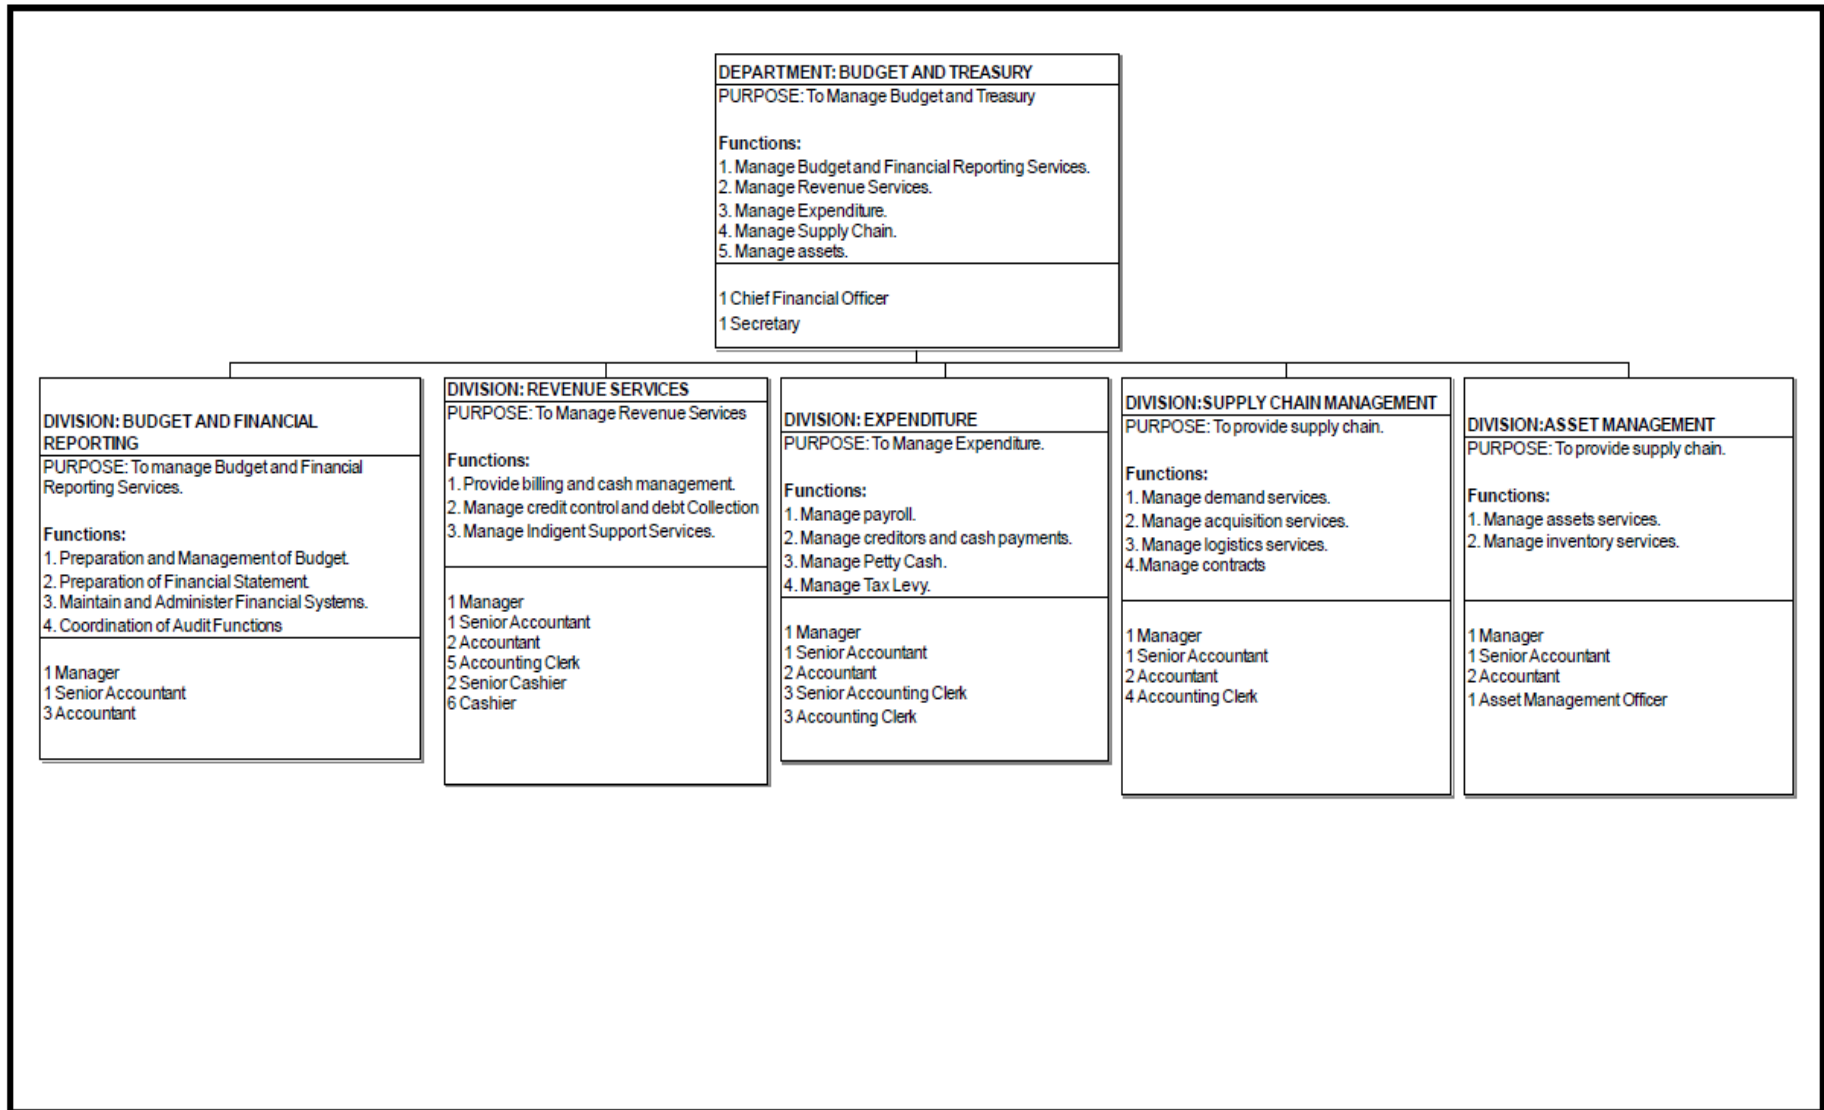 DEPARTMENT: BUDGET AND TREASURY
PURPOSE: To Manage Budget and Treasury
Functions:
1. Manage Budget and Financial Reporting Services.
2. Manage Revenue Services.
3. Manage Expenditure.
4. Manage Supply Chain.
5. Manage assets.
1 Chief Financial Officer
1 Secretary
DIVISION: BUDGET AND FINANCIAL
REPORTING
PURPOSE: To manage Budget and Financial
Reporting Services.
Functions:
1. Preparation and Management of Budget.
2. Preparation of Financial Statement.
3. Maintain and Administer Financial Systems.
4. Coordination of Audit Functions
1 Manager
1 Senior Accountant
3 Accountant
DIVISION: REVENUE SERVICES
PURPOSE: To Manage Revenue Services
Functions:
1. Provide billing and cash management.
2. Manage credit control and debt Collection
3. Manage Indigent Support Services.
1 Manager
1 Senior Accountant
2 Accountant
5 Accounting Clerk
2 Senior Cashier
6 Cashier
DIVISION: EXPENDITURE
PURPOSE: To Manage Expenditure.
Functions:
1. Manage payroll.
2. Manage creditors and cash payments.
3. Manage Petty Cash.
4. Manage Tax Levy.
1 Manager
1 Senior Accountant
2 Accountant
3 Senior Accounting Clerk
3 Accounting Clerk
DIVISION:SUPPLY CHAIN MANAGEMENT
PURPOSE: To provide supply chain.
Functions:
1. Manage demand services.
2. Manage acquisition services.
3. Manage logistics services.
4.Manage contracts
1 Manager
1 Senior Accountant
2 Accountant
4 Accounting Clerk
DIVISION:ASSET MANAGEMENT
PURPOSE: To provide supply chain.
Functions:
1. Manage assets services.
2. Manage inventory services.
1 Manager
1 Senior Accountant
2 Accountant
1 Asset Management Officer